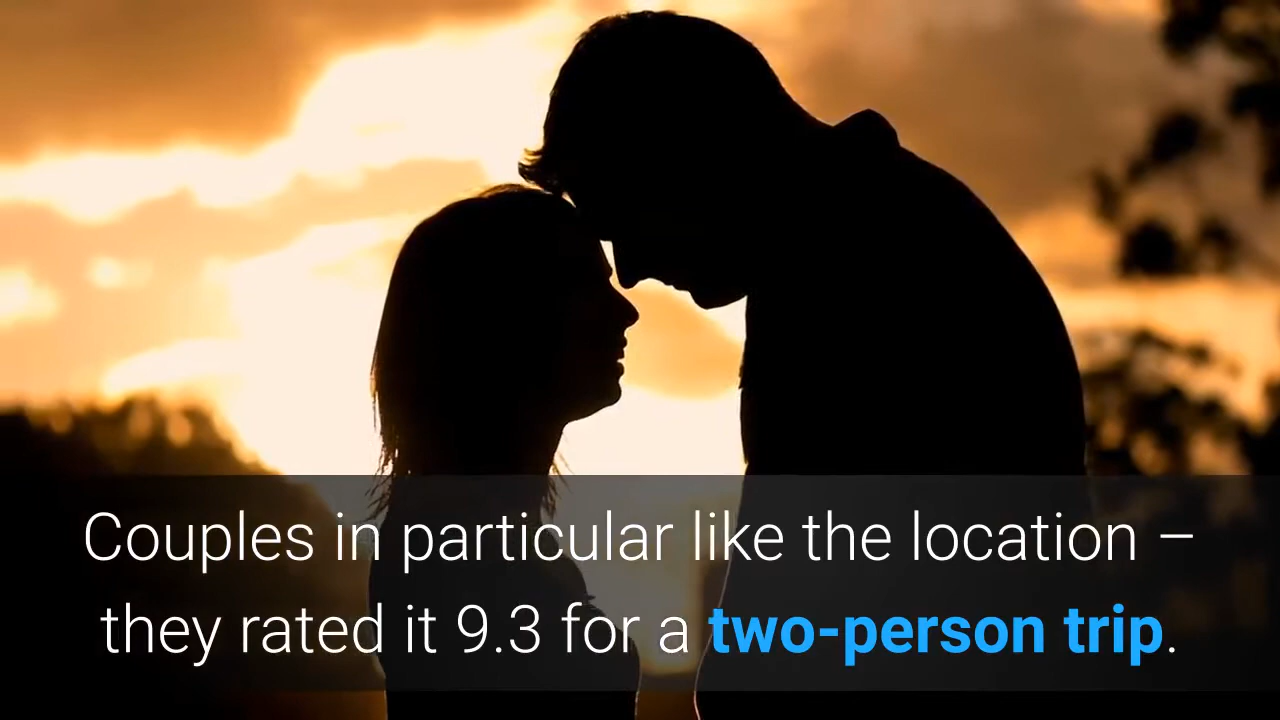 Couples in particular like the location –
they rated it 9.3 for a two-person trip.